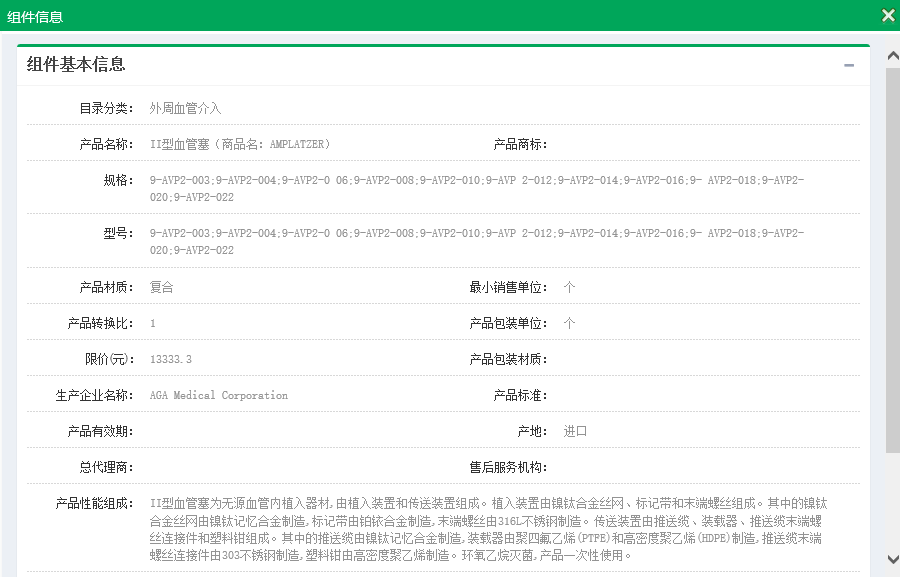 组件信息
组件基本信息
目录分类: 外周血管介入
产品名称: II型血管塞（商品名: AMPLATZER） 产品商标:
规格: 9-AVP2-003;9-AVP2-004;9-AVP2-0 06;9-AVP2-008;9-AVP2-010;9-AVP 2-012;9-AVP2-014;9-AVP2-016;9- AVP2-018;9-AVP2-
020;9-AVP2-022
型号: 9-AVP2-003;9-AVP2-004;9-AVP2-0 06;9-AVP2-008;9-AVP2-010;9-AVP 2-012;9-AVP2-014;9-AVP2-016;9- AVP2-018;9-AVP2-
020;9-AVP2-022
产品材质: 复合 最小销售单位: 个
产品转换比: 1 产品包装单位: 个
限价(元): 13333.3 产品包装材质:
生产企业名称: AGA Medical Corporation 产品标准:
产品有效期: 产地: 进口
总代理商: 售后服务机构:
产品性能组成: II型血管塞为无源血管内植入器材,由植入装置和传送装置组成。植入装置由镍钛合金丝网、标记带和末端螺丝组成。其中的镍钛
合金丝网由镍钛记忆合金制造,标记带由铂铱合金制造,末端螺丝由316L不锈钢制造。传送装置由推送缆、装载器、推送缆末端螺
丝连接件和塑料钳组成。其中的推送缆由镍钛记忆合金制造,装载器由聚四氟乙烯(PTFE)和高密度聚乙烯(HDPE)制造,推送缆末端
螺丝连接件由303不锈钢制造,塑料钳由高密度聚乙烯制造。环氧乙烷灭菌,产品一次性使用。